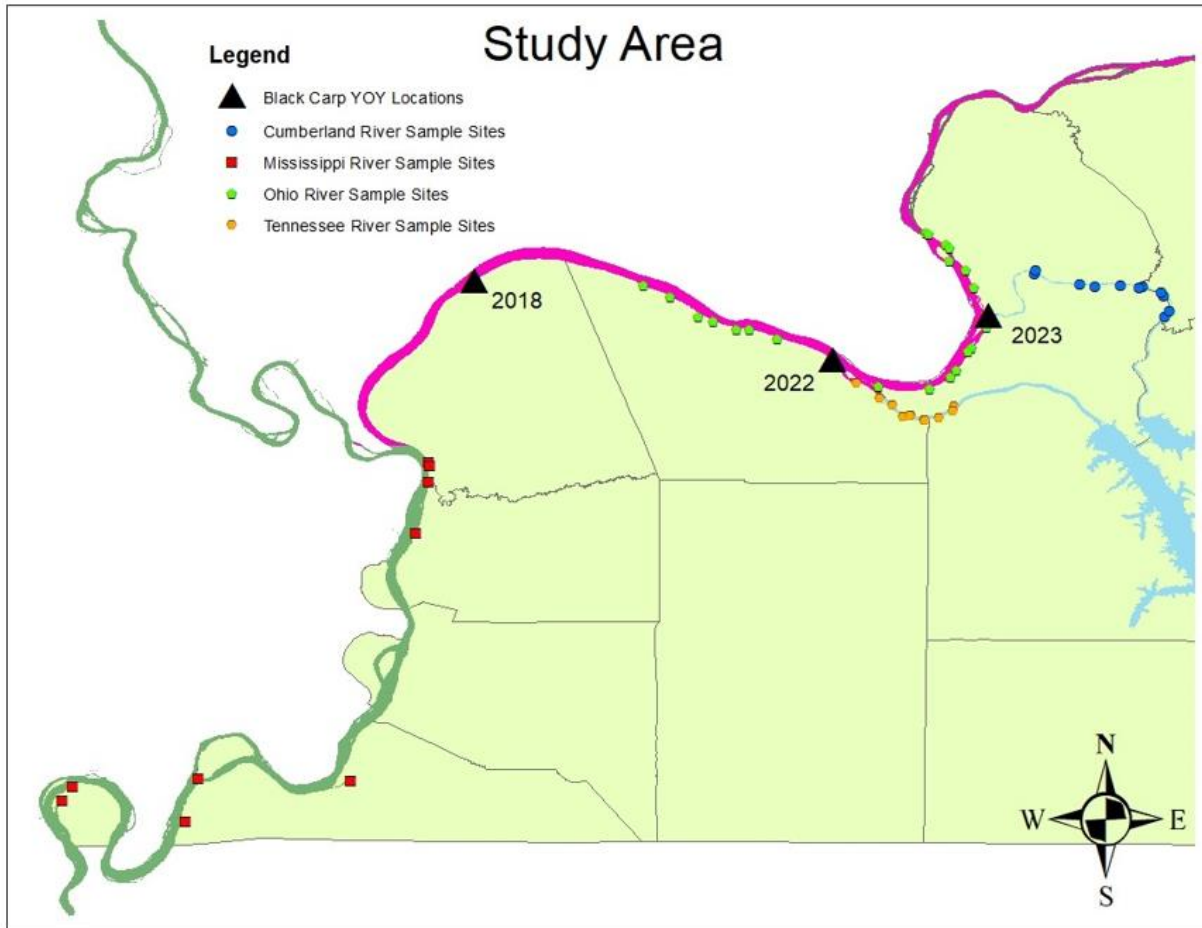 Study Area
Legend
Black Carp YOY Locations
Cumberland River Sample Sites
Mississippi River Sample Sites
Ohio River Sample Sites
Tennessee River Sample Sites
2018
2023
2022
N
W E
S